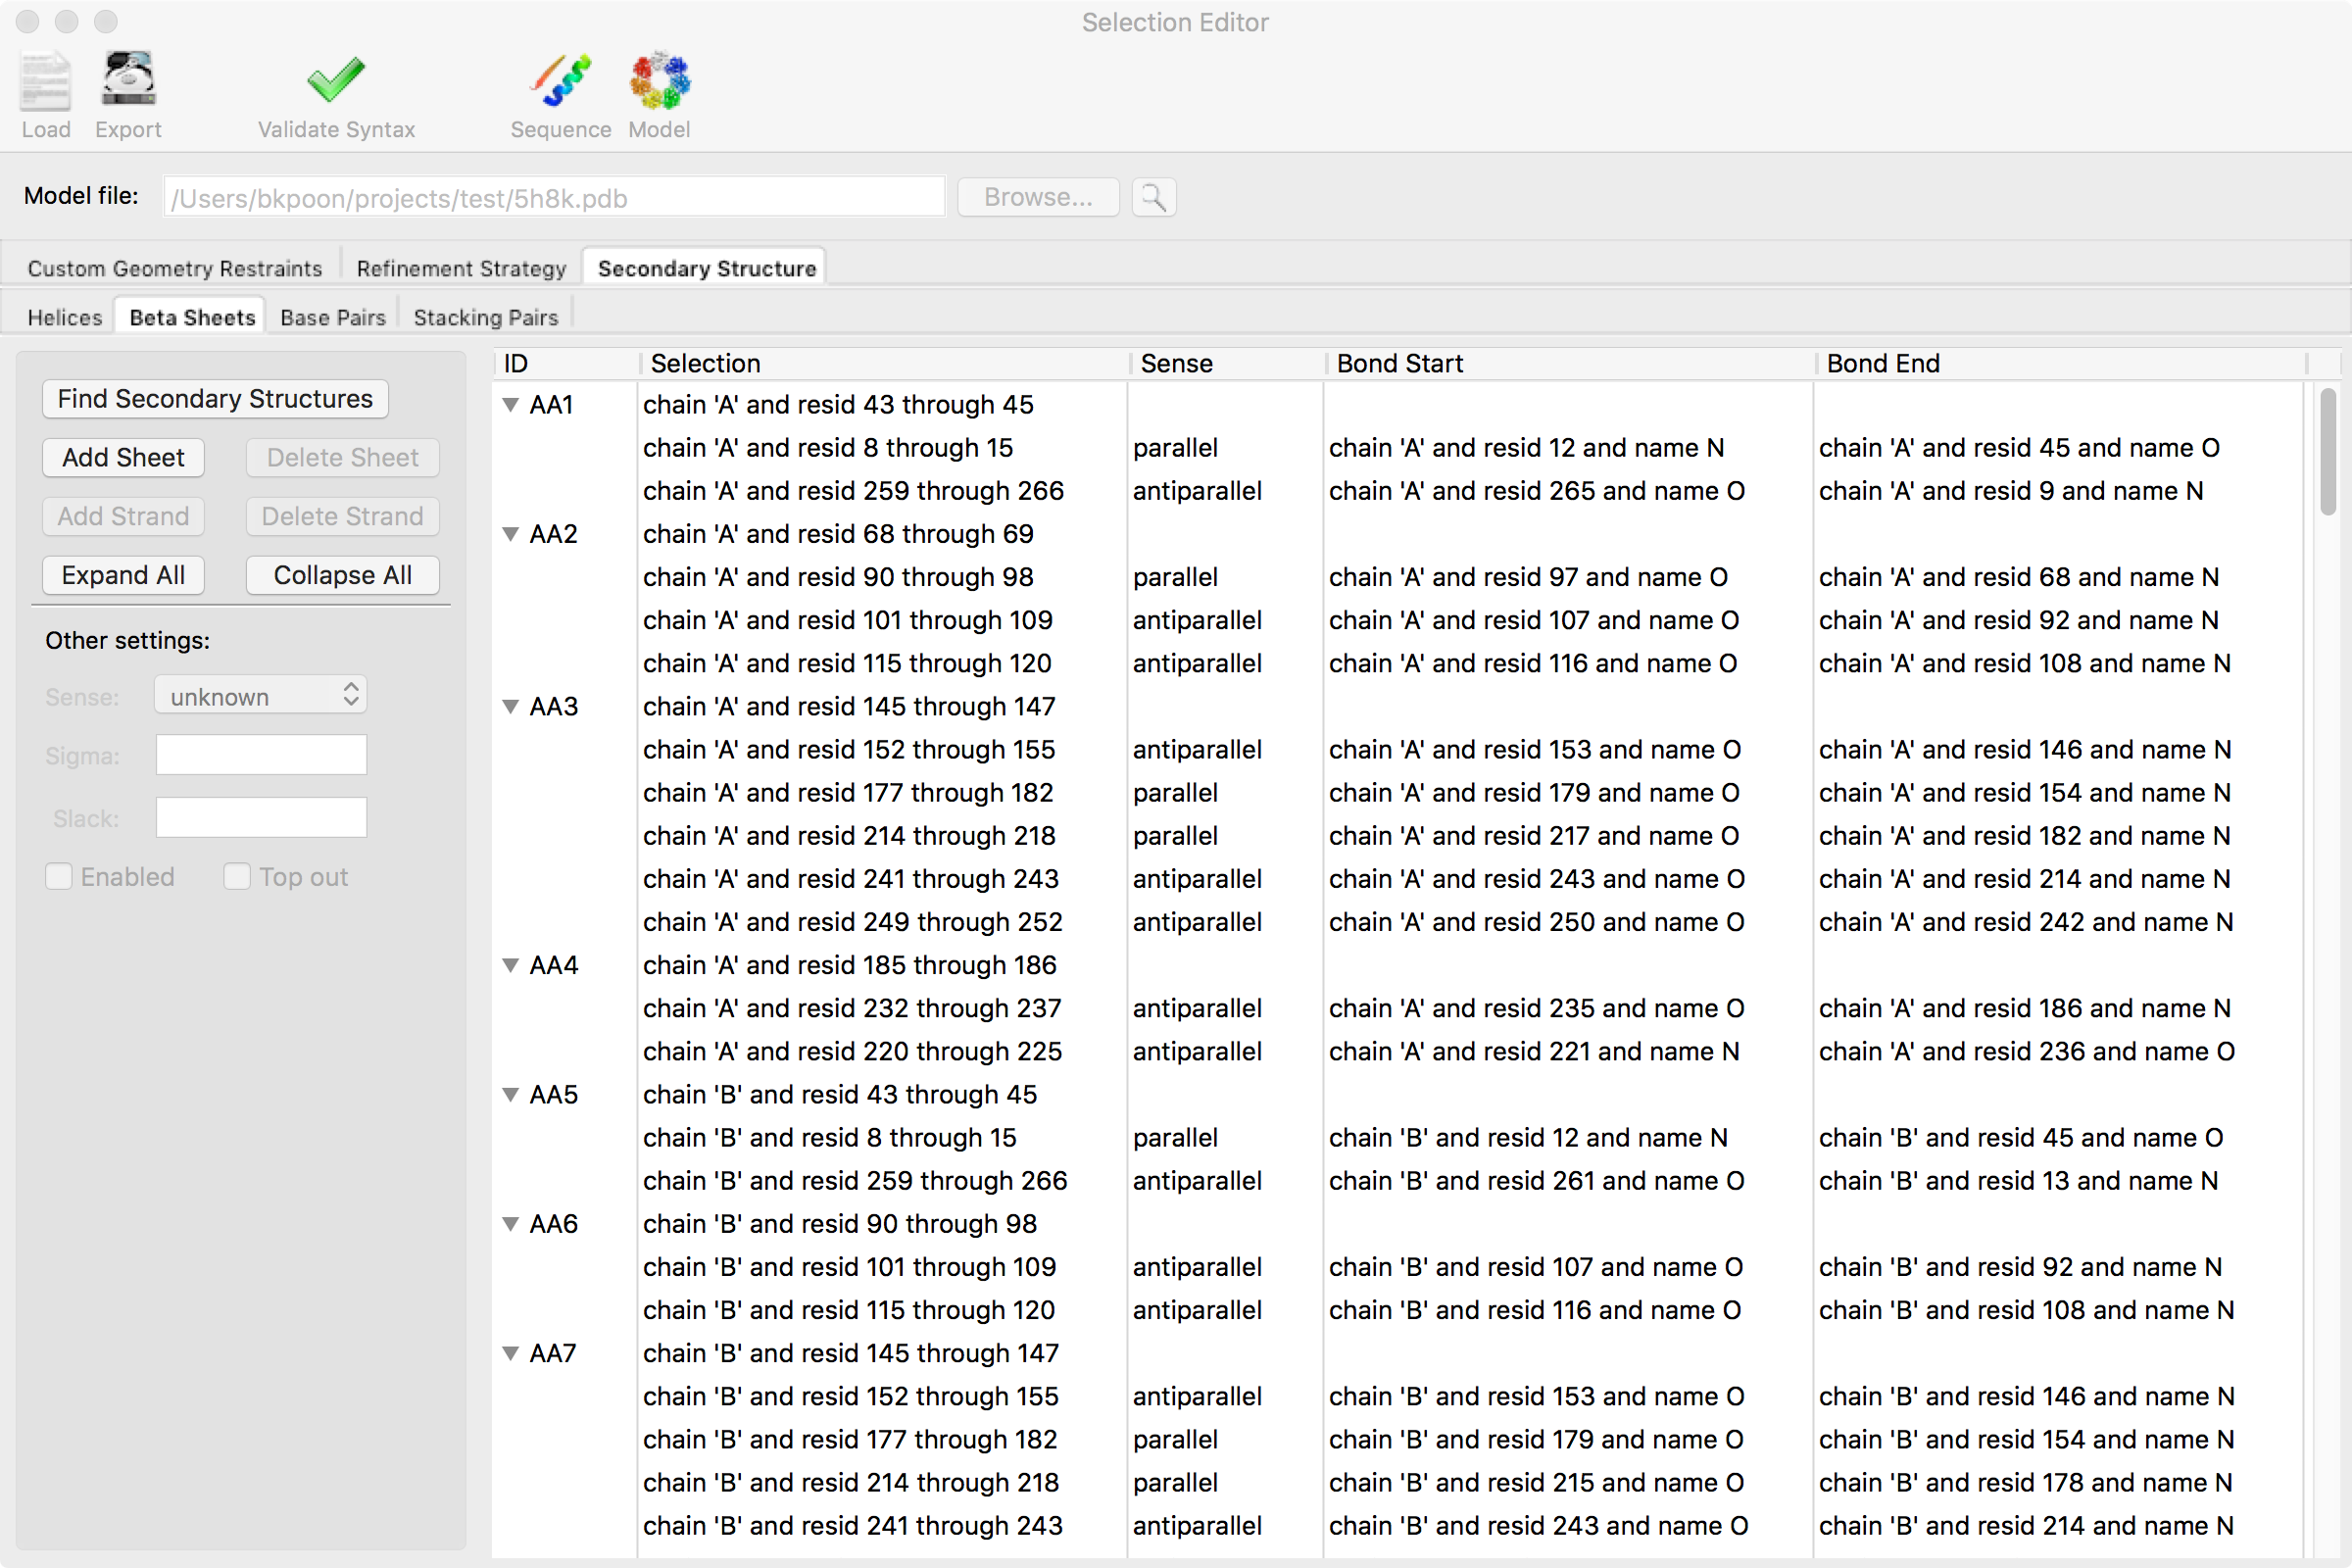 Selection Editor
Load Export Validate Syntax Sequence Model
Model file: /Users/bkpoon/projects/test/5h8k.pdb Browse...
Custom Geometry Restraints Refinement Strategy Secondary Structure
Helices Beta Sheets Base Pairs Stacking Pairs
Find Secondary Structures
Add Sheet Delete Sheet
Add Strand Delete Strand
Expand All Collapse All
Other settings:
Sense: unknown
Sigma:
Slack:
Enabled Top out
ID Selection Sense Bond Start Bond End
AA1 chain 'A' and resid 43 through 45
chain 'A' and resid 8 through 15 parallel chain 'A' and resid 12 and name N chain 'A' and resid 45 and name O
chain 'A' and resid 259 through 266 antiparallel chain 'A' and resid 265 and name O chain 'A' and resid 9 and name N
AA2 chain 'A' and resid 68 through 69
chain 'A' and resid 90 through 98 parallel chain 'A' and resid 97 and name O chain 'A' and resid 68 and name N
chain 'A' and resid 101 through 109 antiparallel chain 'A' and resid 107 and name O chain 'A' and resid 92 and name N
chain 'A' and resid 115 through 120 antiparallel chain 'A' and resid 116 and name O chain 'A' and resid 108 and name N
AA3 chain 'A' and resid 145 through 147
chain 'A' and resid 152 through 155 antiparallel chain 'A' and resid 153 and name O chain 'A' and resid 146 and name N
chain 'A' and resid 177 through 182 parallel chain 'A' and resid 179 and name O chain 'A' and resid 154 and name N
chain 'A' and resid 214 through 218 parallel chain 'A' and resid 217 and name O chain 'A' and resid 182 and name N
chain 'A' and resid 241 through 243 antiparallel chain 'A' and resid 243 and name O chain 'A' and resid 214 and name N
chain 'A' and resid 249 through 252 antiparallel chain 'A' and resid 250 and name O chain 'A' and resid 242 and name N
AA4 chain 'A' and resid 185 through 186
chain 'A' and resid 232 through 237 antiparallel chain 'A' and resid 235 and name O chain 'A' and resid 186 and name N
chain 'A' and resid 220 through 225 antiparallel chain 'A' and resid 221 and name N chain 'A' and resid 236 and name O
AA5 chain 'B' and resid 43 through 45
chain 'B' and resid 8 through 15 parallel chain 'B' and resid 12 and name N chain 'B' and resid 45 and name O
chain 'B' and resid 259 through 266 antiparallel chain 'B' and resid 261 and name O chain 'B' and resid 13 and name N
AA6 chain 'B' and resid 90 through 98
chain 'B' and resid 101 through 109 antiparallel chain 'B' and resid 107 and name O chain 'B' and resid 92 and name N
chain 'B' and resid 115 through 120 antiparallel chain 'B' and resid 116 and name O chain 'B' and resid 108 and name N
AA7 chain 'B' and resid 145 through 147
chain 'B' and resid 152 through 155 antiparallel chain 'B' and resid 153 and name O chain 'B' and resid 146 and name N
chain 'B' and resid 177 through 182 parallel chain 'B' and resid 179 and name O chain 'B' and resid 154 and name N
chain 'B' and resid 214 through 218 parallel chain 'B' and resid 215 and name O chain 'B' and resid 178 and name N
chain 'B' and resid 241 through 243 antiparallel chain 'B' and resid 243 and name O chain 'B' and resid 214 and name N